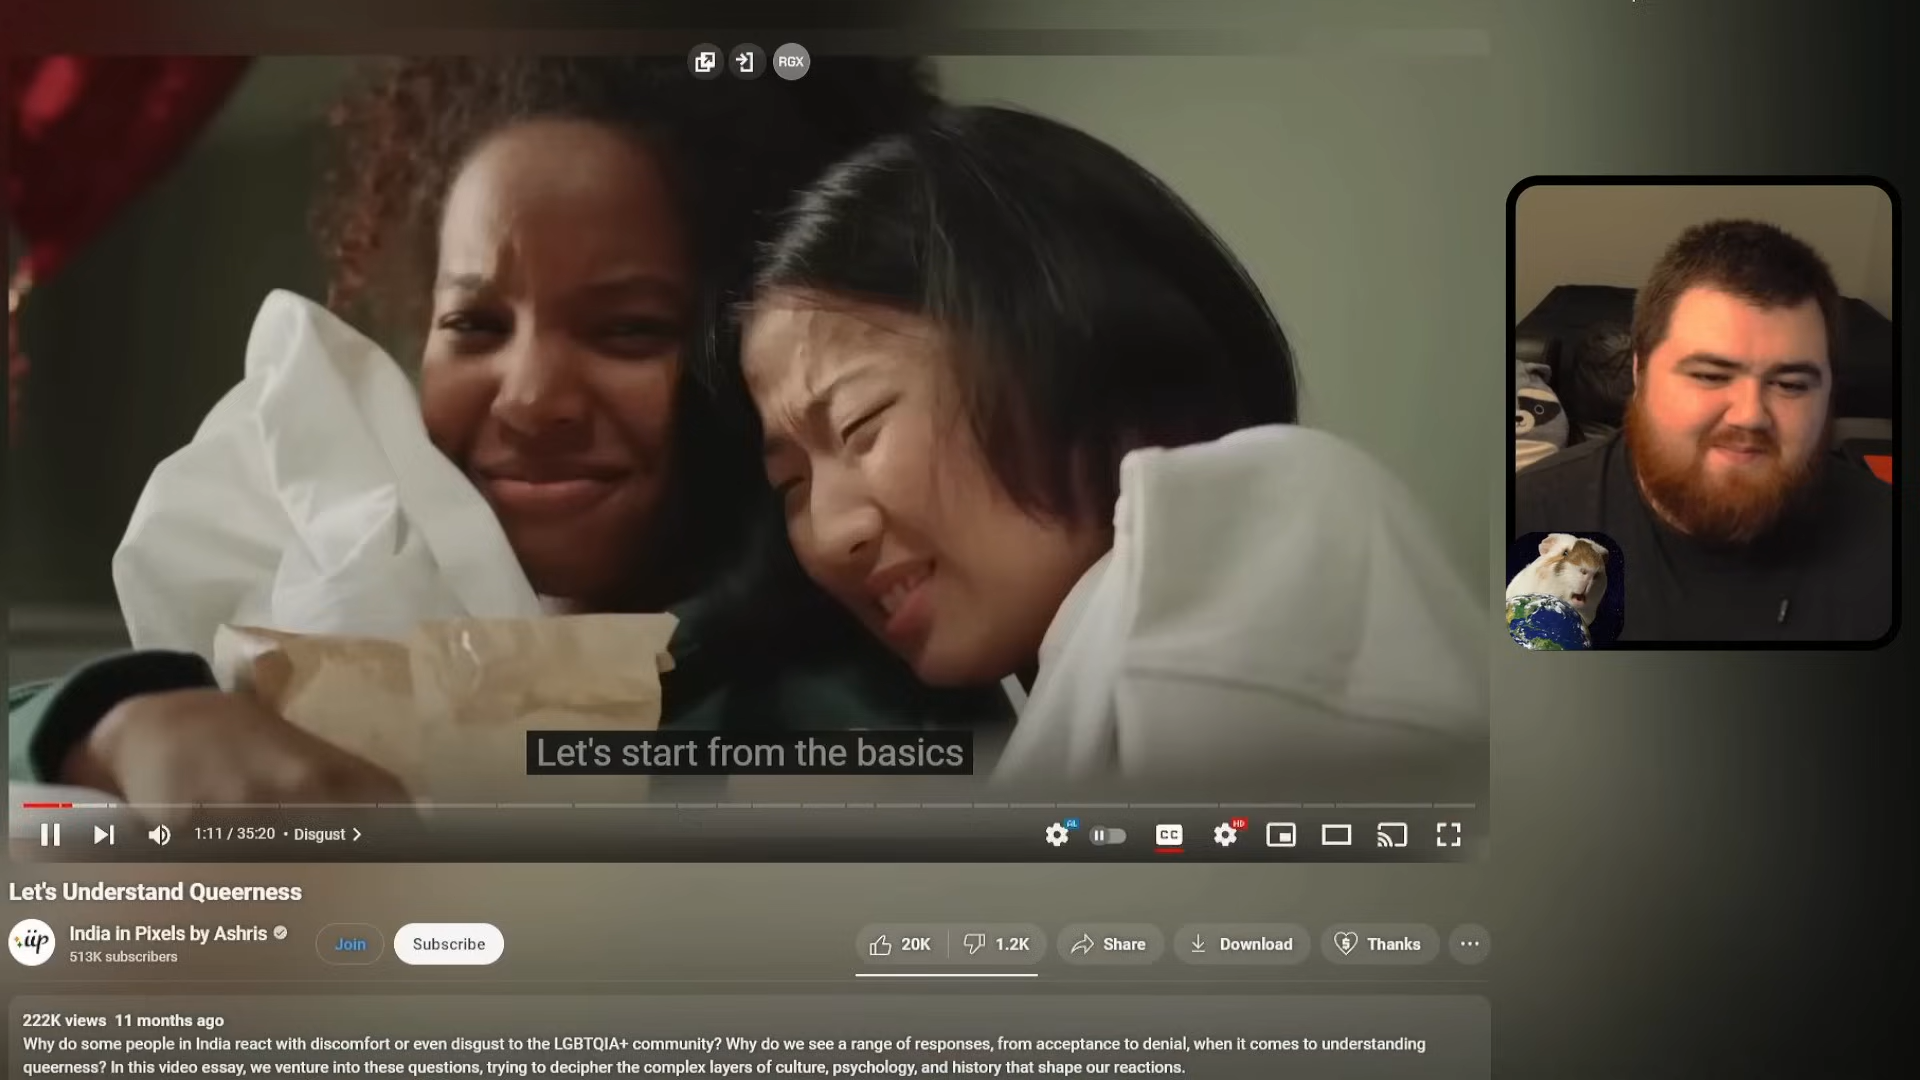 RGX
Let's start from the basics
1:11 / 35:20 • Disgust
AL
CC
HD
Let's Understand Queerness
iip
India in Pixels by Ashris
513K subscribers
Join
Subscribe
20K
1.2K
Share
Download
Thanks
222K views 11 months ago
Why do some people in India react with discomfort or even disgust to the LGBTQIA+ community? Why do we see a range of responses, from acceptance to denial, when it comes to understanding
queerness? In this video essay, we venture into these questions, trying to decipher the complex layers of culture, psychology, and history that shape our reactions.